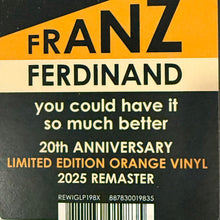 FRANZ
FERDINAND
you could have it
so much better
20th ANNIVERSARY
LIMITED EDITION ORANGE VINYL
2025 REMASTER
REWIGLP198X 887830019835